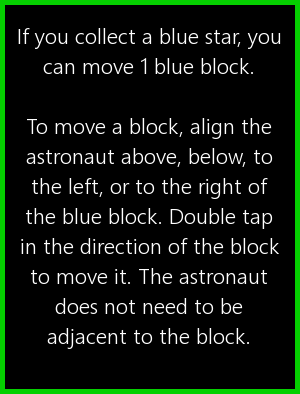 If you collect a blue star, you
can move 1 blue block.
To move a block, align the
astronaut above, below, to
the left, or to the right of
the blue block. Double tap
in the direction of the block
to move it. The astronaut
does not need to be
adjacent to the block.